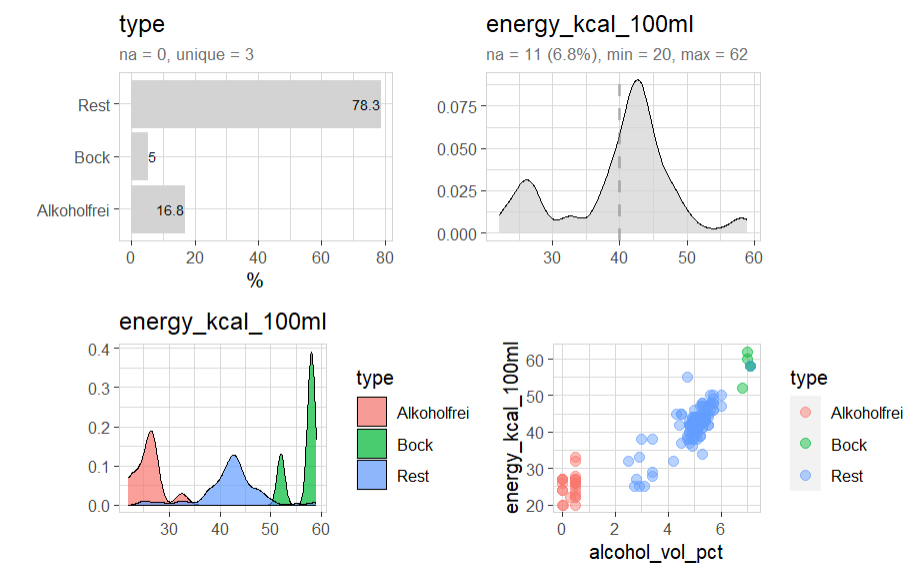 type
na = 0, unique = 3
Rest
Bock
Alkoholfrei
78.3
5
16.8
0 20 40 60 80
%
energy_kcal_100ml
na = 11 (6.8%), min = 20, max = 62
0.075
0.050
0.025
0.000
30 40 50 60
energy_kcal_100ml
0.4
0.3
0.2
0.1
0.0
30 40 50 60
type
Alkoholfrei
Bock
Rest
energy_kcal_100ml
60
50
40
30
20
0 2 4 6
alcohol_vol_pct
type
Alkoholfrei
Bock
Rest